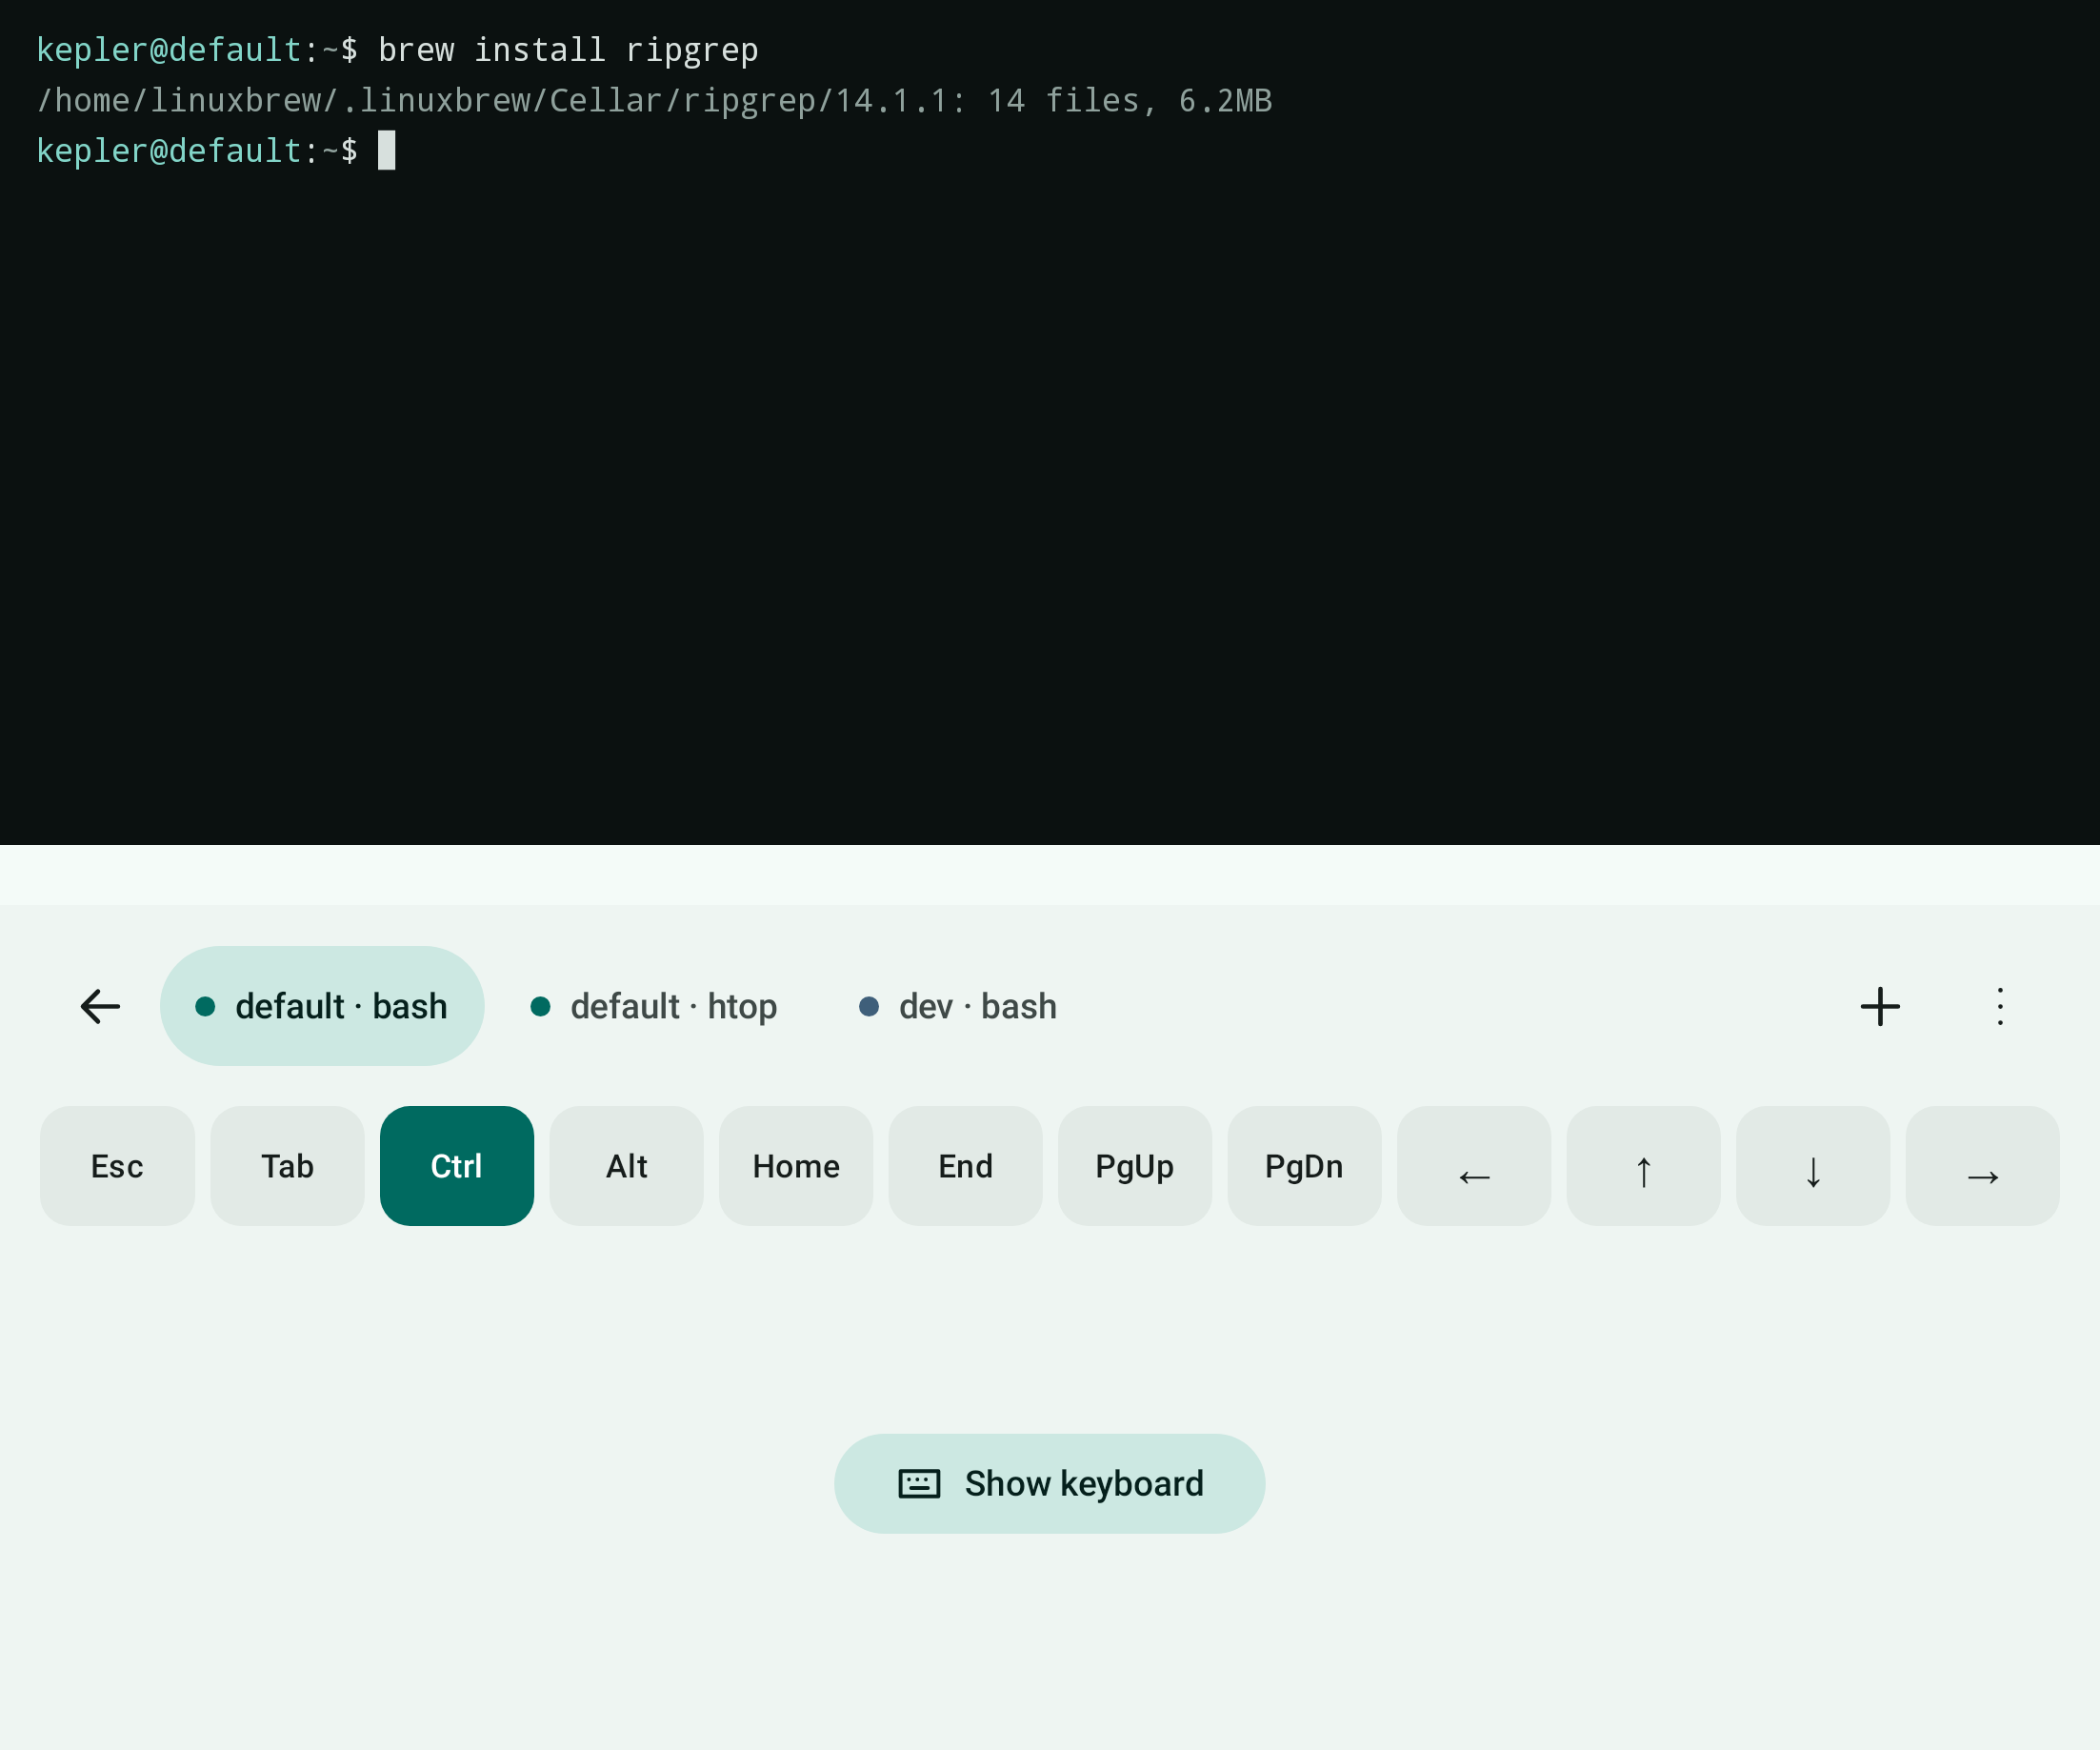 kepler@default:~$ brew install ripgrep
/home/linuxbrew/.linuxbrew/Cellar/ripgrep/14.1.1: 14 files, 6.2MB
kepler@default:~$
default · bash default · htop dev · bash
Esc Tab Ctrl Alt Home End PgUp PgDn ← ↑ ↓ →
Show keyboard